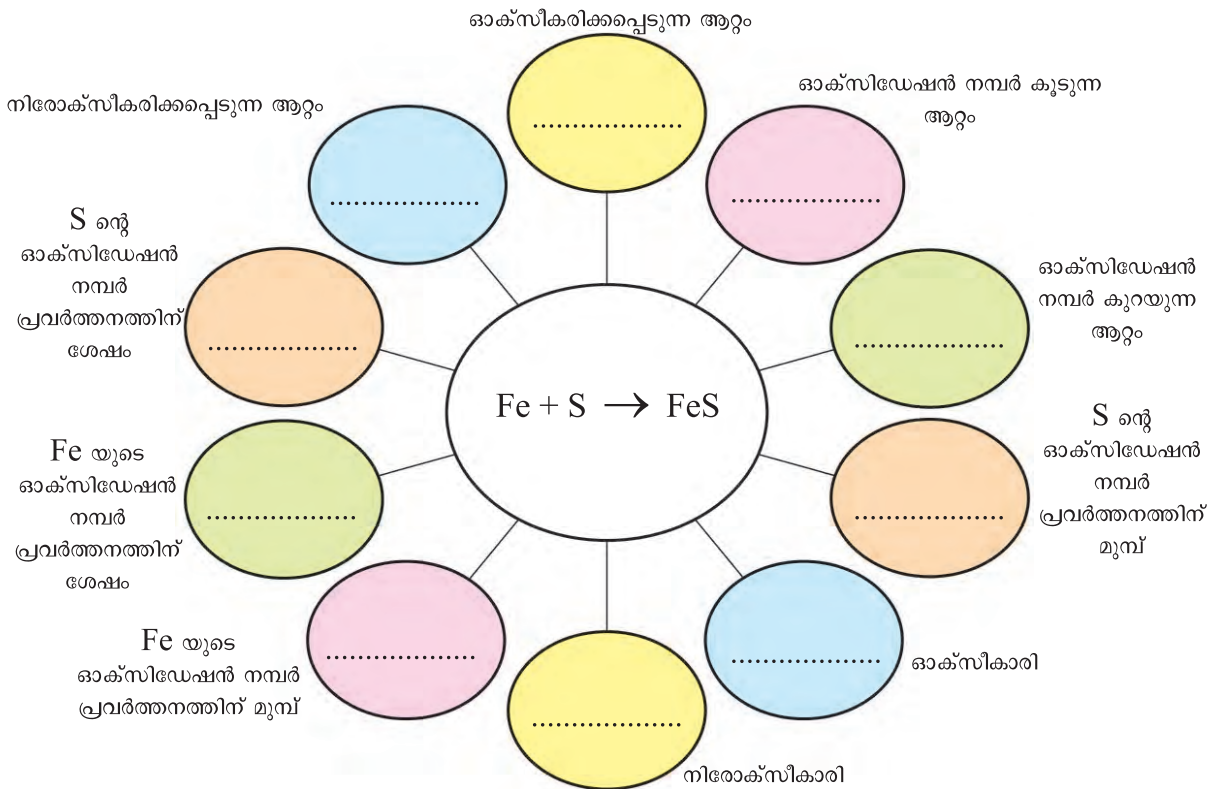 ഓക്സീകരിക്കപ്പെടുന്ന ആറ്റം
..................
ഓക്സിഡേഷൻ നമ്പർ കൂടുന്ന
ആറ്റം
..................
ഓക്സിഡേഷൻ
നമ്പർ കുറയുന്ന
ആറ്റം
..................
S ന്റെ
ഓക്സിഡേഷൻ
നമ്പർ
പ്രവർത്തനത്തിന്
മുമ്പ്
..................
ഓക്സീകാരി
..................
നിരോക്സീകാരി
..................
Fe യുടെ
ഓക്സിഡേഷൻ നമ്പർ
പ്രവർത്തനത്തിന് മുമ്പ്
..................
Fe യുടെ
ഓക്സിഡേഷൻ
നമ്പർ
പ്രവർത്തനത്തിന്
ശേഷം
..................
S ന്റെ
ഓക്സിഡേഷൻ
നമ്പർ
പ്രവർത്തനത്തിന്
ശേഷം
..................
നിരോക്സീകരിക്കപ്പെടുന്ന ആറ്റം
..................
Fe + S → FeS